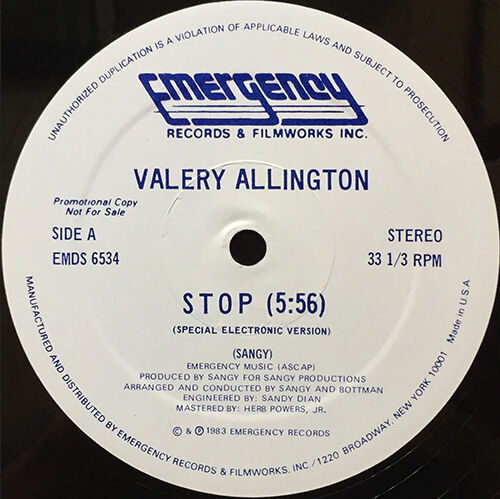 UNAUTHORIZED DUPLICATION IS A VIOLATION OF APPLICABLE LAWS AND SUBJECT TO PROSECUTION
EMERGENCY
RECORDS & FILMWORKS INC.
VALERY ALLINGTON
Promotional Copy
Not For Sale
SIDE A
EMDS 6534
STEREO
33 1/3 RPM
STOP (5:56)
(SPECIAL ELECTRONIC VERSION)
(SANGY)
EMERGENCY MUSIC (ASCAP)
PRODUCED BY SANGY FOR SANGY PRODUCTIONS
ARRANGED AND CONDUCTED BY SANGY AND BOTTMAN
ENGINEERED BY: SANDY DIAN
MASTERED BY: HERB POWERS, JR.
© & ℗ 1983 EMERGENCY RECORDS
MANUFACTURED AND DISTRIBUTED BY EMERGENCY RECORDS & FILMWORKS. INC./1220 BROADWAY, NEW YORK 10001 Made in U.S.A.